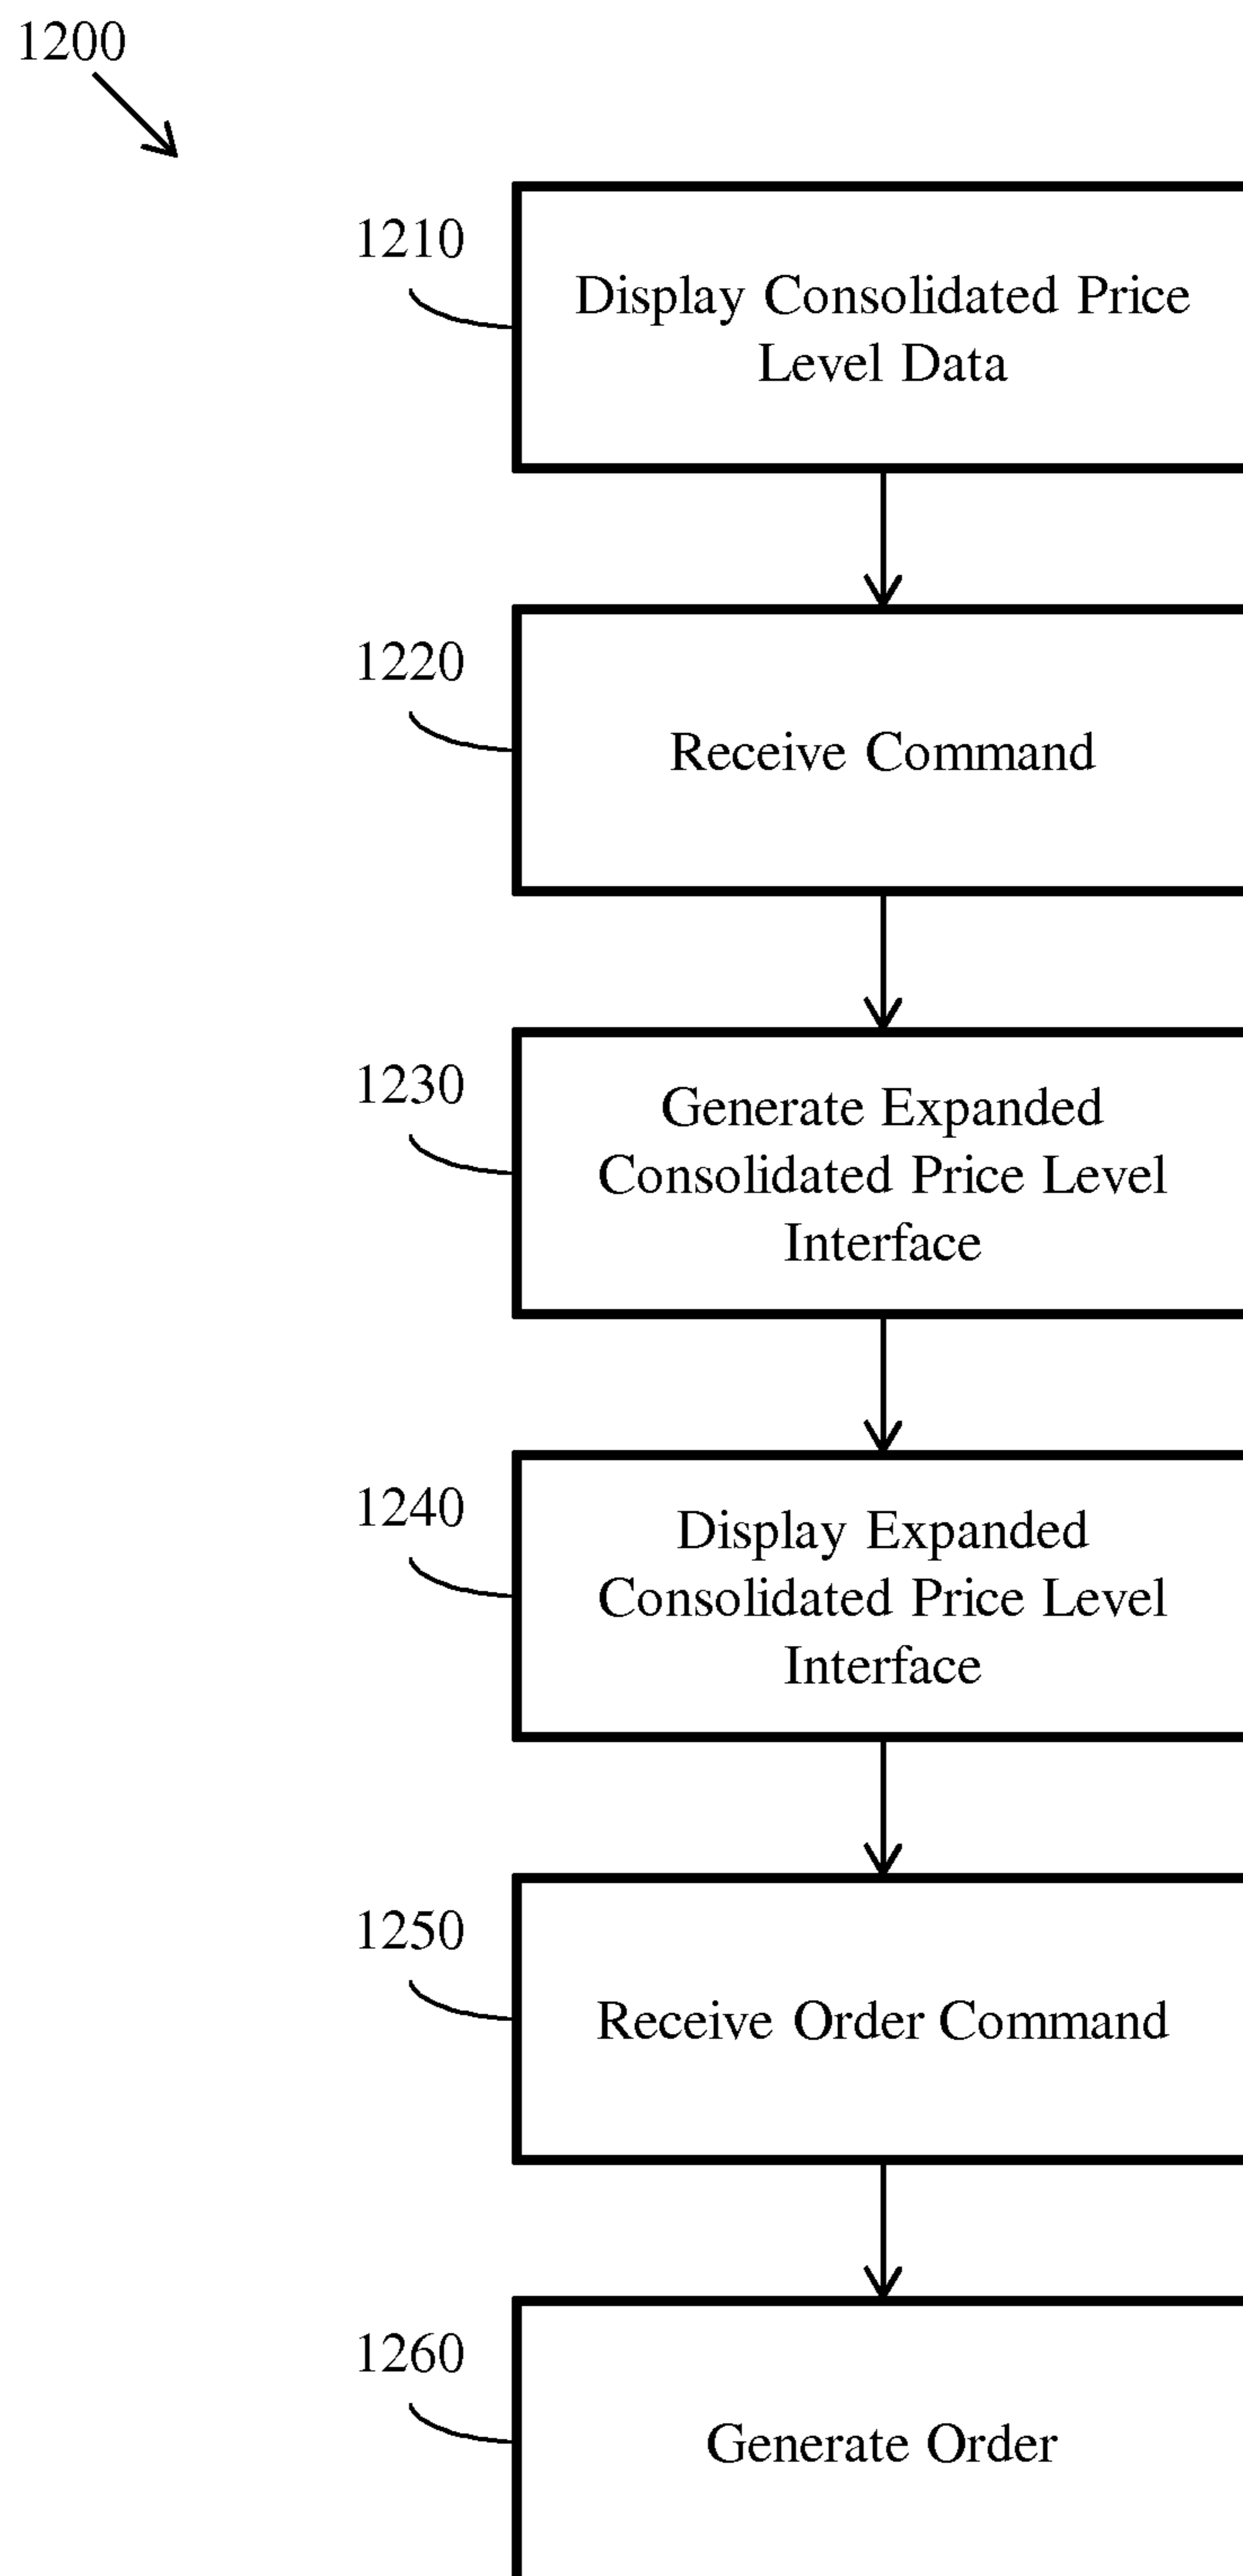 1200
1210
Display Consolidated Price
Level Data
1220
Receive Command
1230
Generate Expanded
Consolidated Price Level
Interface
1240
Display Expanded
Consolidated Price Level
Interface
1250
Receive Order Command
1260
Generate Order